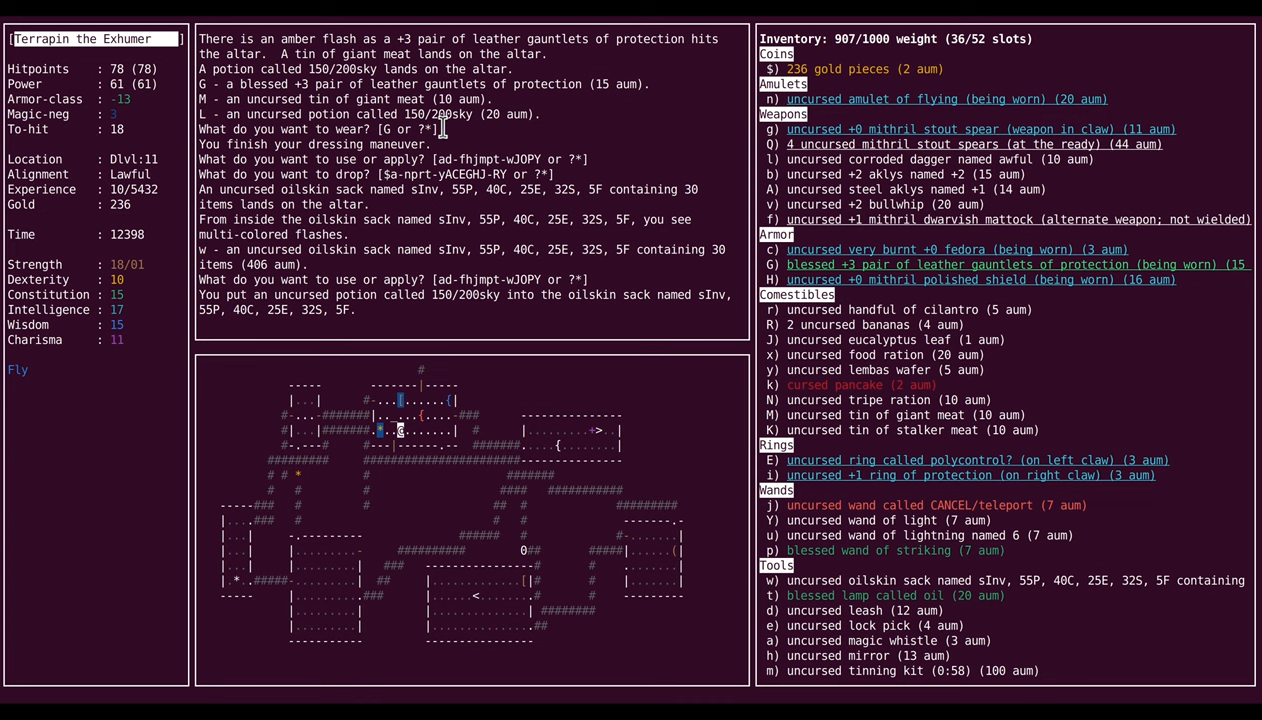 [Terrapin the Exhumer ]
Hitpoints : 78 (78)
Power : 61 (61)
Armor-class : -13
Magic-neg : 3
To-hit : 18
Location : Dlvl:11
Alignment : Lawful
Experience : 10/5432
Gold : 236
Time : 12398
Strength : 18/01
Dexterity : 10
Constitution : 15
Intelligence : 17
Wisdom : 15
Charisma : 11
Fly
There is an amber flash as a +3 pair of leather gauntlets of protection hits
the altar.  A tin of giant meat lands on the altar.
A potion called 150/200sky lands on the altar.
G - a blessed +3 pair of leather gauntlets of protection (15 aum).
M - an uncursed tin of giant meat (10 aum).
L - an uncursed potion called 150/200sky (20 aum).
What do you want to wear? [G or ?*]
You finish your dressing maneuver.
What do you want to use or apply? [ad-fhjmpt-wJOPY or ?*]
What do you want to drop? [$a-nprt-yACEGHJ-RY or ?*]
An uncursed oilskin sack named sInv, 55P, 40C, 25E, 32S, 5F containing 30
items lands on the altar.
From inside the oilskin sack named sInv, 55P, 40C, 25E, 32S, 5F, you see
multi-colored flashes.
w - an uncursed oilskin sack named sInv, 55P, 40C, 25E, 32S, 5F containing 30
items (406 aum).
What do you want to use or apply? [ad-fhjmpt-wJOPY or ?*]
You put an uncursed potion called 150/200sky into the oilskin sack named sInv,
55P, 40C, 25E, 32S, 5F.
Inventory: 907/1000 weight (36/52 slots)
Coins
$) 236 gold pieces (2 aum)
Amulets
n) uncursed amulet of flying (being worn) (20 aum)
Weapons
g) uncursed +0 mithril stout spear (weapon in claw) (11 aum)
Q) 4 uncursed mithril stout spears (at the ready) (44 aum)
l) uncursed corroded dagger named awful (10 aum)
b) uncursed +2 aklys named +2 (15 aum)
A) uncursed steel aklys named +1 (14 aum)
v) uncursed +2 bullwhip (20 aum)
f) uncursed +1 mithril dwarvish mattock (alternate weapon; not wielded)
Armor
c) uncursed very burnt +0 fedora (being worn) (3 aum)
G) blessed +3 pair of leather gauntlets of protection (being worn) (15
H) uncursed +0 mithril polished shield (being worn) (16 aum)
Comestibles
r) uncursed handful of cilantro (5 aum)
R) 2 uncursed bananas (4 aum)
J) uncursed eucalyptus leaf (1 aum)
x) uncursed food ration (20 aum)
y) uncursed lembas wafer (5 aum)
k) cursed pancake (2 aum)
N) uncursed tripe ration (10 aum)
M) uncursed tin of giant meat (10 aum)
K) uncursed tin of stalker meat (10 aum)
Rings
E) uncursed ring called polycontrol? (on left claw) (3 aum)
i) uncursed +1 ring of protection (on right claw) (3 aum)
Wands
j) uncursed wand called CANCEL/teleport (7 aum)
Y) uncursed wand of light (7 aum)
u) uncursed wand of lightning named 6 (7 aum)
p) blessed wand of striking (7 aum)
Tools
w) uncursed oilskin sack named sInv, 55P, 40C, 25E, 32S, 5F containing
t) blessed lamp called oil (20 aum)
d) uncursed leash (12 aum)
e) uncursed lock pick (4 aum)
a) uncursed magic whistle (3 aum)
h) uncursed mirror (13 aum)
m) uncursed tinning kit (0:58) (100 aum)